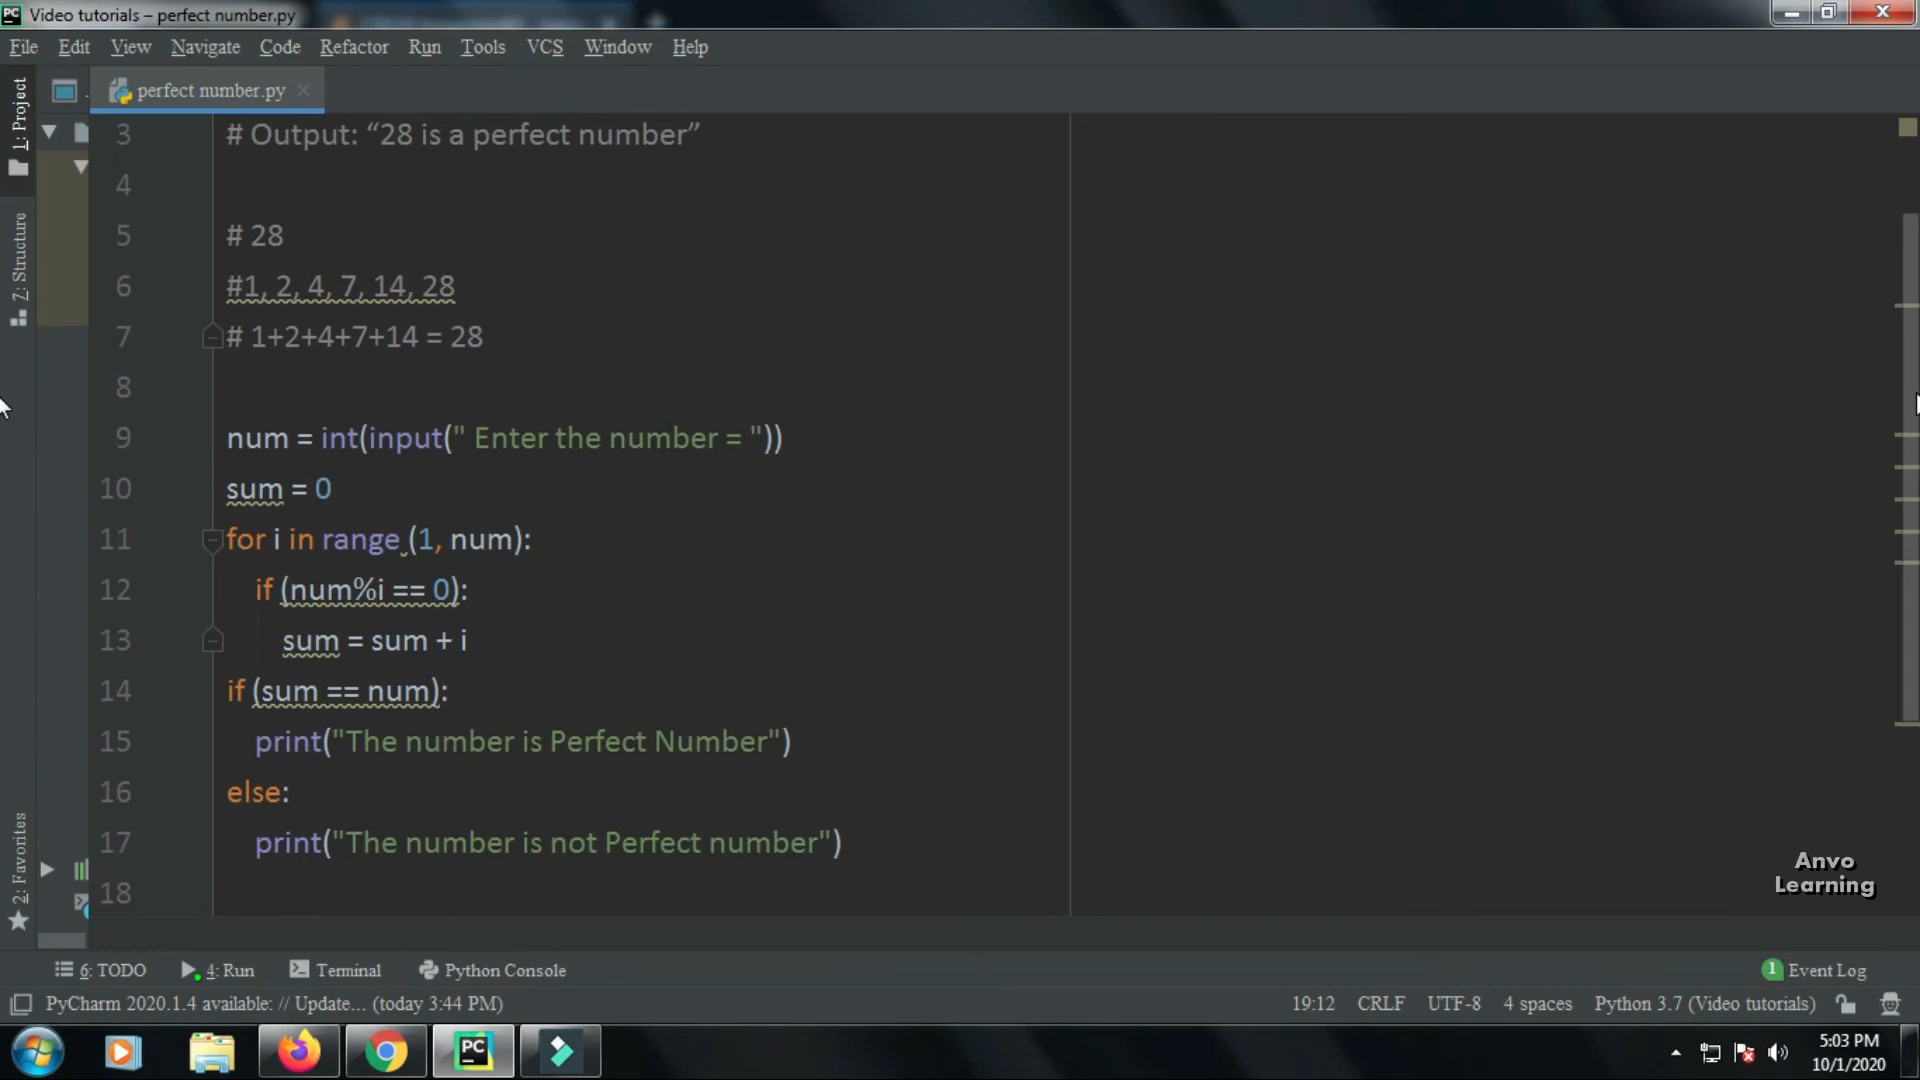 PC Video tutorials – perfect number.py
File Edit View Navigate Code Refactor Run Tools VCS Window Help
1: Project
perfect number.py
3 # Output: “28 is a perfect number”
4
5 # 28
6 #1, 2, 4, 7, 14, 28
7 # 1+2+4+7+14 = 28
8
9 num = int(input(" Enter the number = "))
10 sum = 0
11 for i in range (1, num):
12 if (num%i == 0):
13 sum = sum + i
14 if (sum == num):
15 print("The number is Perfect Number")
16 else:
17 print("The number is not Perfect number")
18
7: Structure
2: Favorites
Anvo
Learning
6: TODO 4: Run Terminal Python Console 1 Event Log
PyCharm 2020.1.4 available: // Update... (today 3:44 PM) 19:12 CRLF UTF-8 4 spaces Python 3.7 (Video tutorials)
PC
5:03 PM
10/1/2020